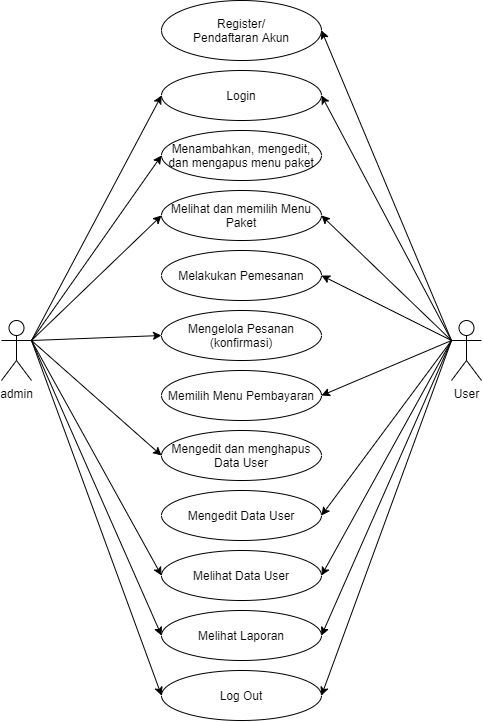 Register/
Pendaftaran Akun
Login
Menambahkan, mengedit,
dan mengapus menu paket
Melihat dan memilih Menu
Paket
Melakukan Pemesanan
Mengelola Pesanan
(konfirmasi)
admin
User
Memilih Menu Pembayaran
Mengedit dan menghapus
Data User
Mengedit Data User
Melihat Data User
Melihat Laporan
Log Out